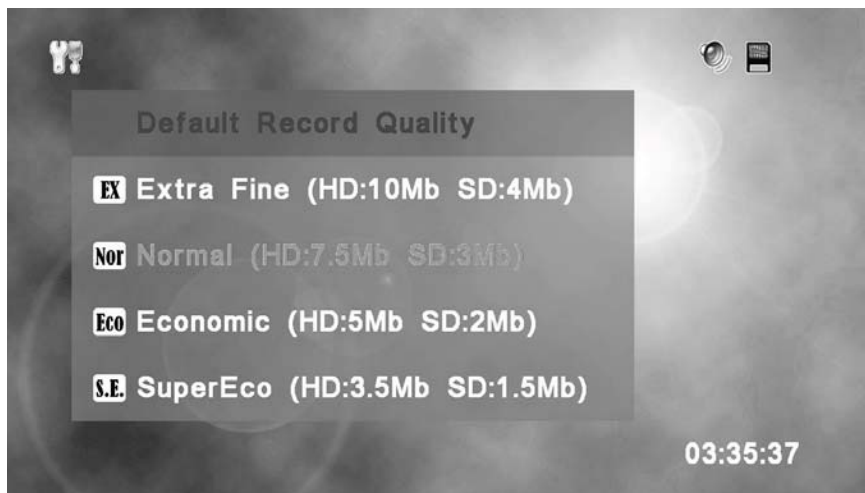 Default Record Quality
EX Extra Fine (HD:10Mb SD:4Mb)
Nor Normal (HD:7.5Mb SD:3Mb)
Eco Economic (HD:5Mb SD:2Mb)
S.E. SuperEco (HD:3.5Mb SD:1.5Mb)
03:35:37